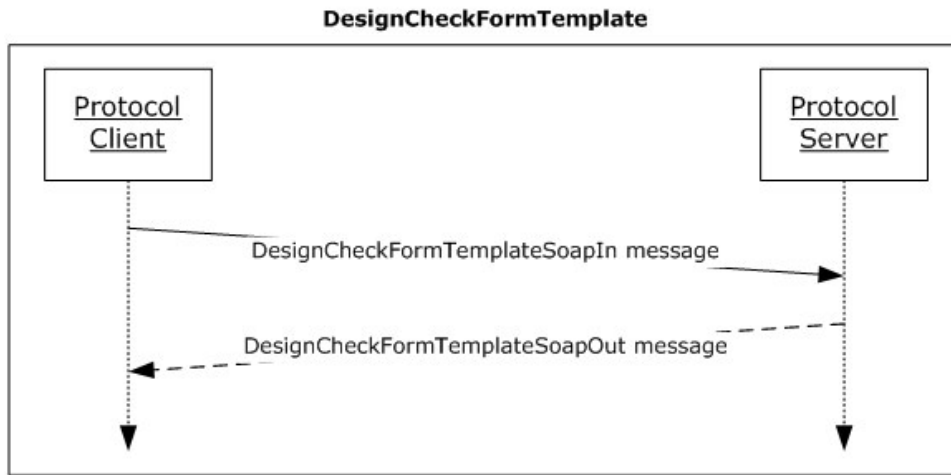 DesignCheckFormTemplate
Protocol
Client
Protocol
Server
DesignCheckFormTemplateSoapIn message
DesignCheckFormTemplateSoapOut message